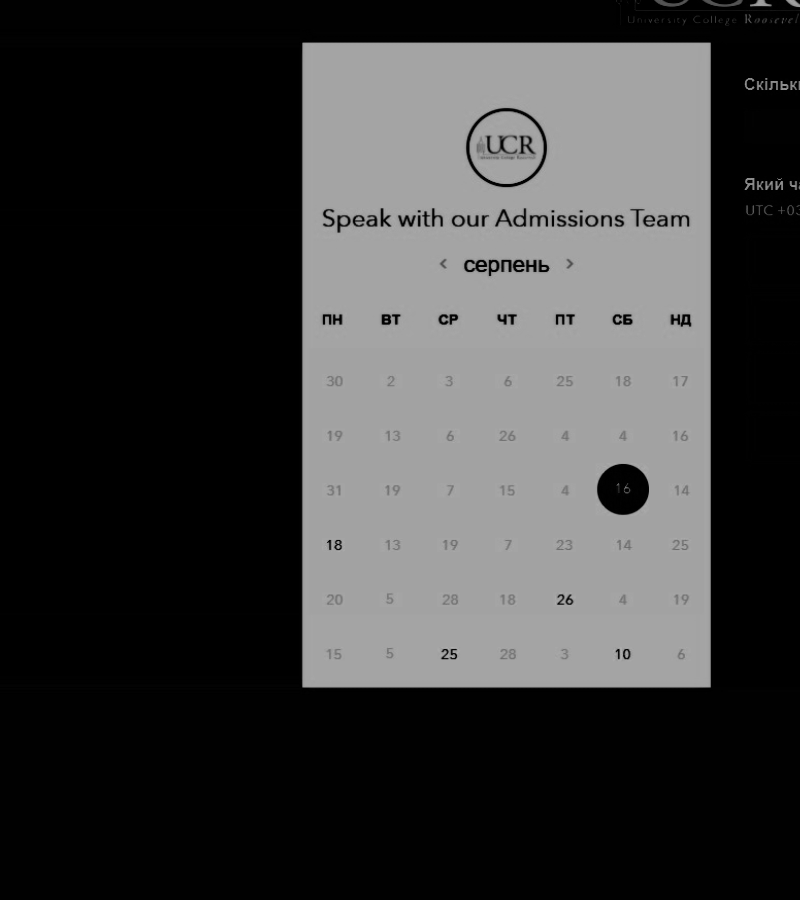 University College Roosevel
Скільк
UCR
Який ч
UTC +03
Speak with our Admissions Team
серпень
ПН ВТ СР ЧТ ПТ СБ НД
30 2 3 6 25 18 17
19 13 6 26 4 4 16
31 19 7 15 4 16 14
18 13 19 7 23 14 25
20 5 28 18 26 4 19
15 5 25 28 3 10 6